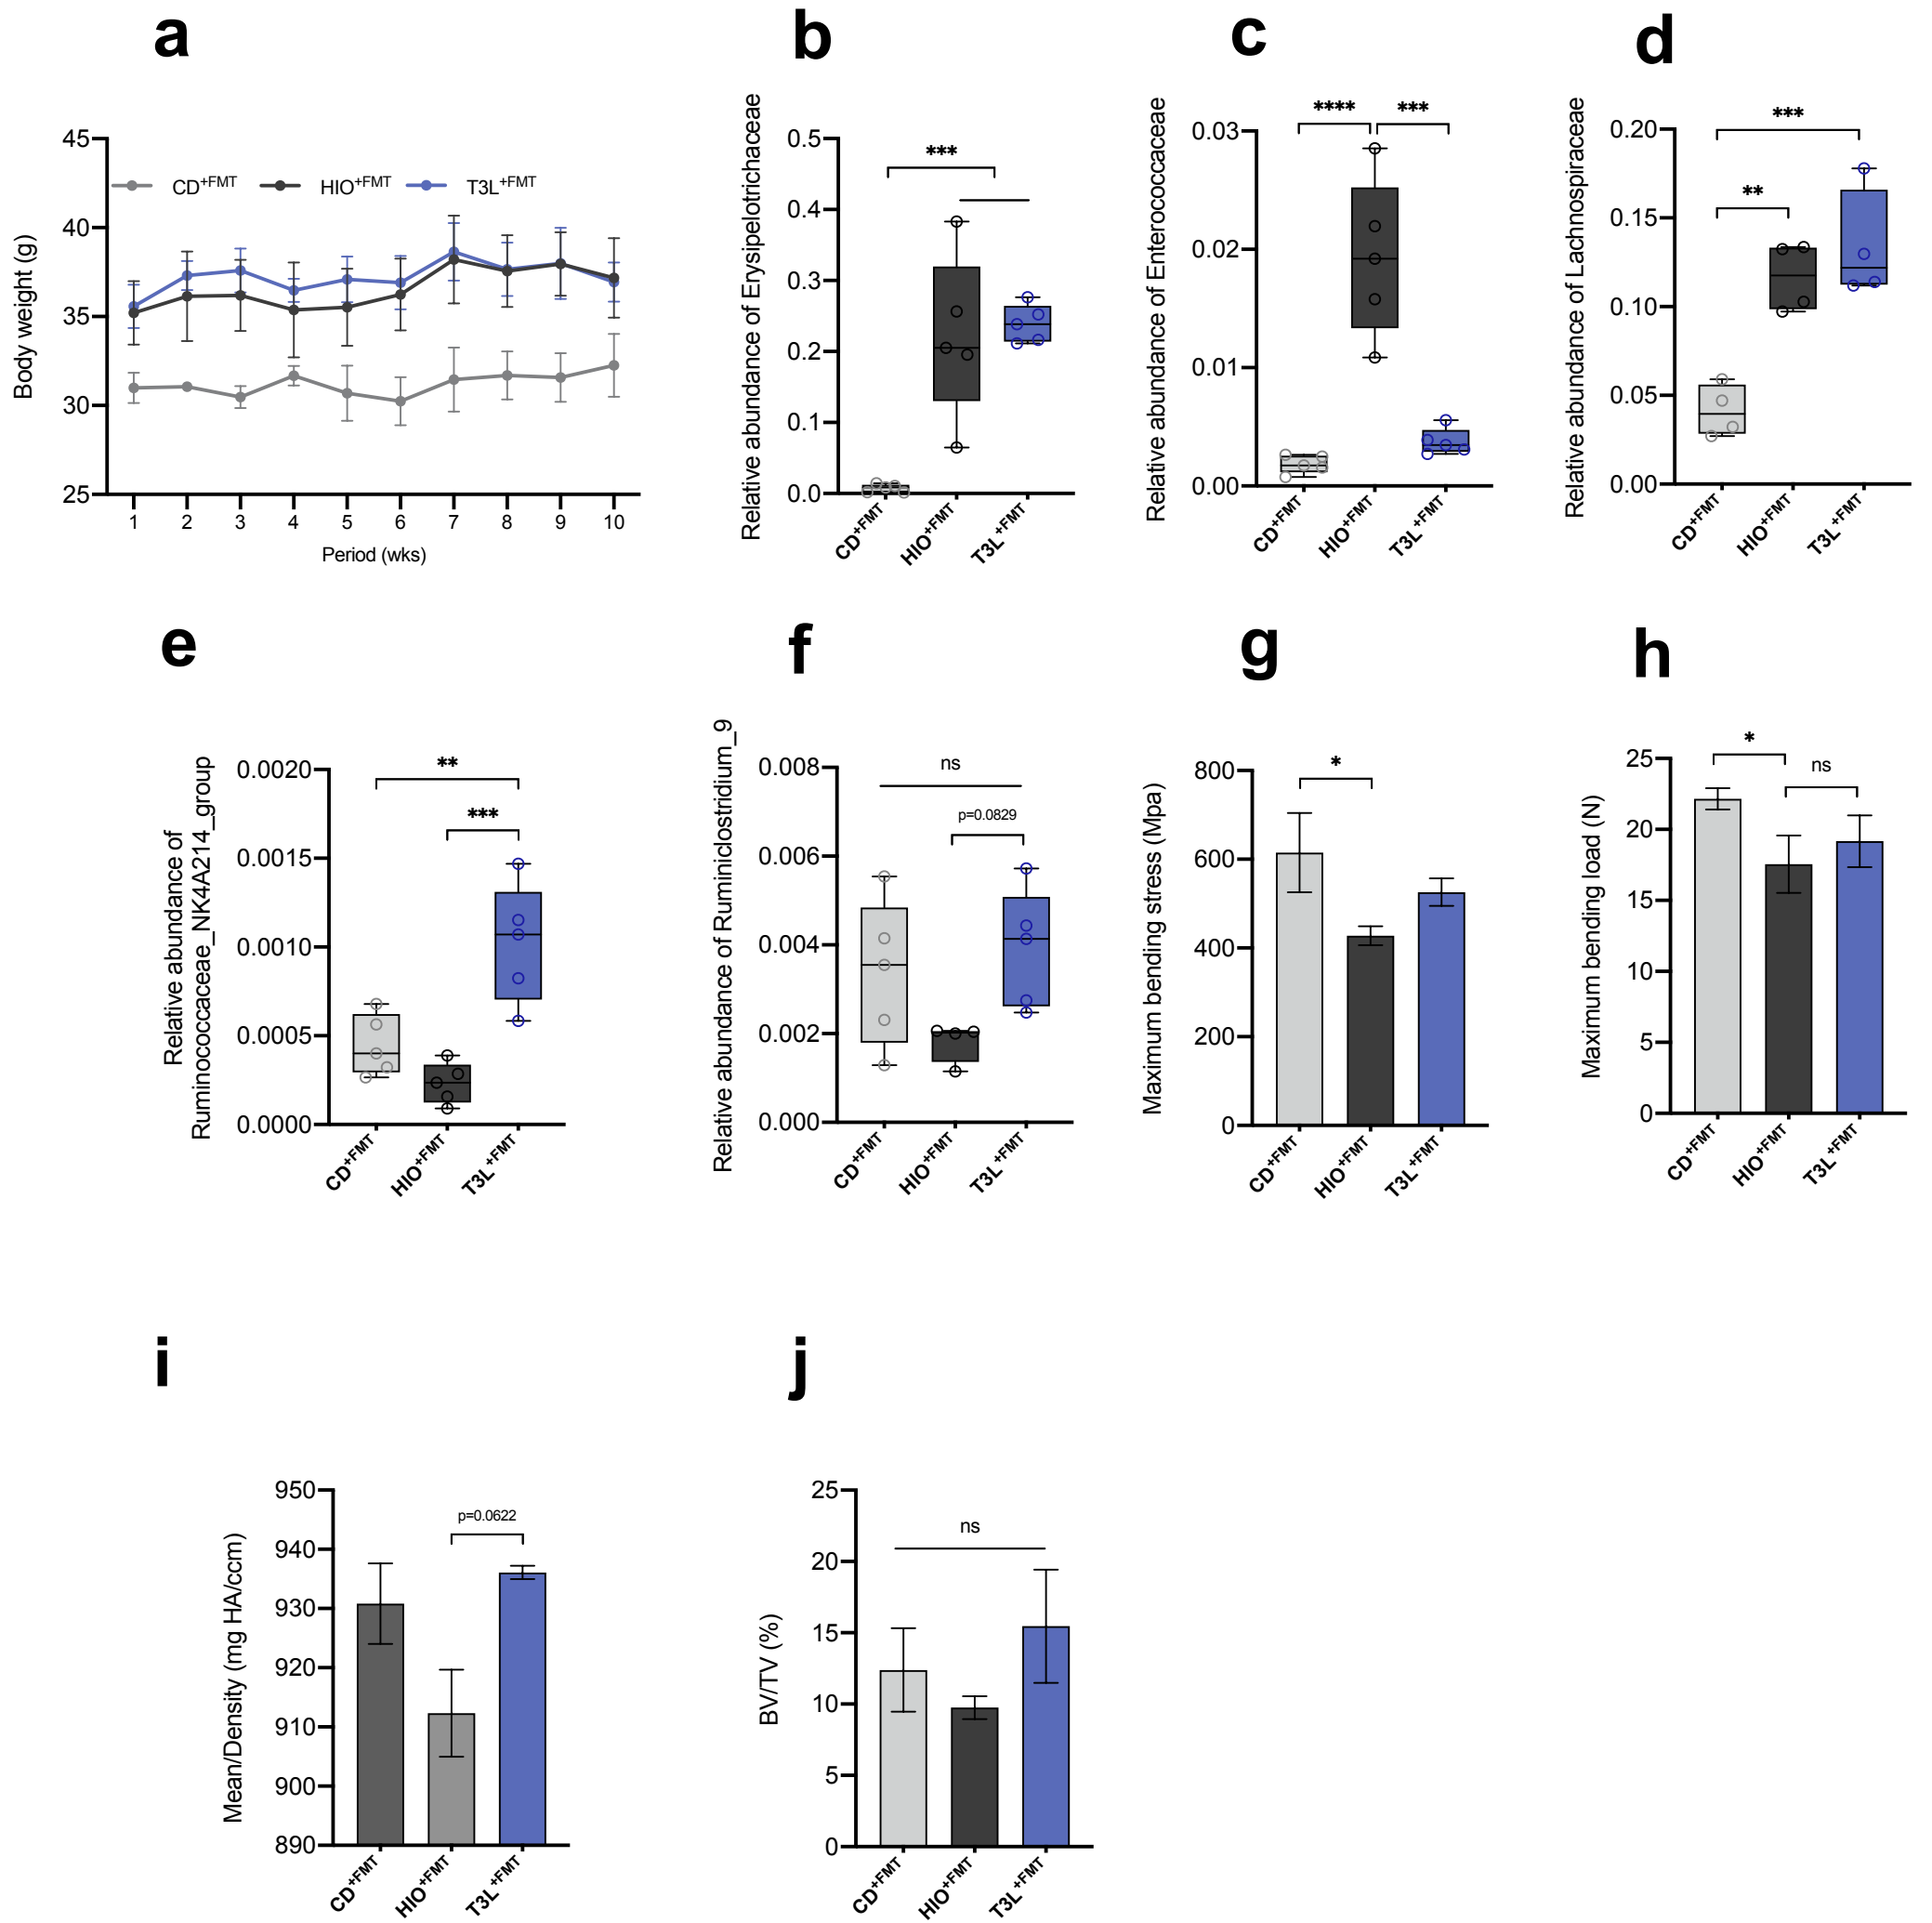 a
Body weight (g)
45
40
35
30
25
CD+FMT
HIO+FMT
T3L+FMT
1 2 3 4 5 6 7 8 9 10
Period (wks)
b
Relative abundance of Erysipelotrichaceae
0.5
0.4
0.3
0.2
0.1
0.0
***
CD+FMT
HIO+FMT
T3L+FMT
c
Relative abundance of Enterococcaceae
0.03
0.02
0.01
0.00
**** ***
CD+FMT
HIO+FMT
T3L+FMT
d
Relative abundance of Lachnospiraceae
0.20
0.15
0.10
0.05
0.00
***
**
CD+FMT
HIO+FMT
T3L+FMT
e
Relative abundance of
Ruminococcaceae_NK4A214_group
0.0020
0.0015
0.0010
0.0005
0.0000
**
***
CD+FMT
HIO+FMT
T3L+FMT
f
Relative abundance of Ruminiclostridium_9
0.008
0.006
0.004
0.002
0.000
ns
p=0.0829
CD+FMT
HIO+FMT
T3L+FMT
g
Maximum bending stress (Mpa)
800
600
400
200
0
*
CD+FMT
HIO+FMT
T3L+FMT
h
Maximum bending load (N)
25
20
15
10
5
0
*
ns
CD+FMT
HIO+FMT
T3L+FMT
i
Mean/Density (mg HA/ccm)
950
940
930
920
910
900
890
p=0.0622
CD+FMT
HIO+FMT
T3L+FMT
j
BV/TV (%)
25
20
15
10
5
0
ns
CD+FMT
HIO+FMT
T3L+FMT